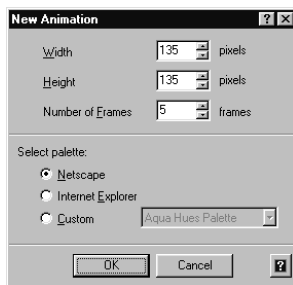 New Animation
Width 135 pixels
Height 135 pixels
Number of Frames 5 frames
Select palette:
Netscape
Internet Explorer
Custom Aqua Hues Palette
OK Cancel